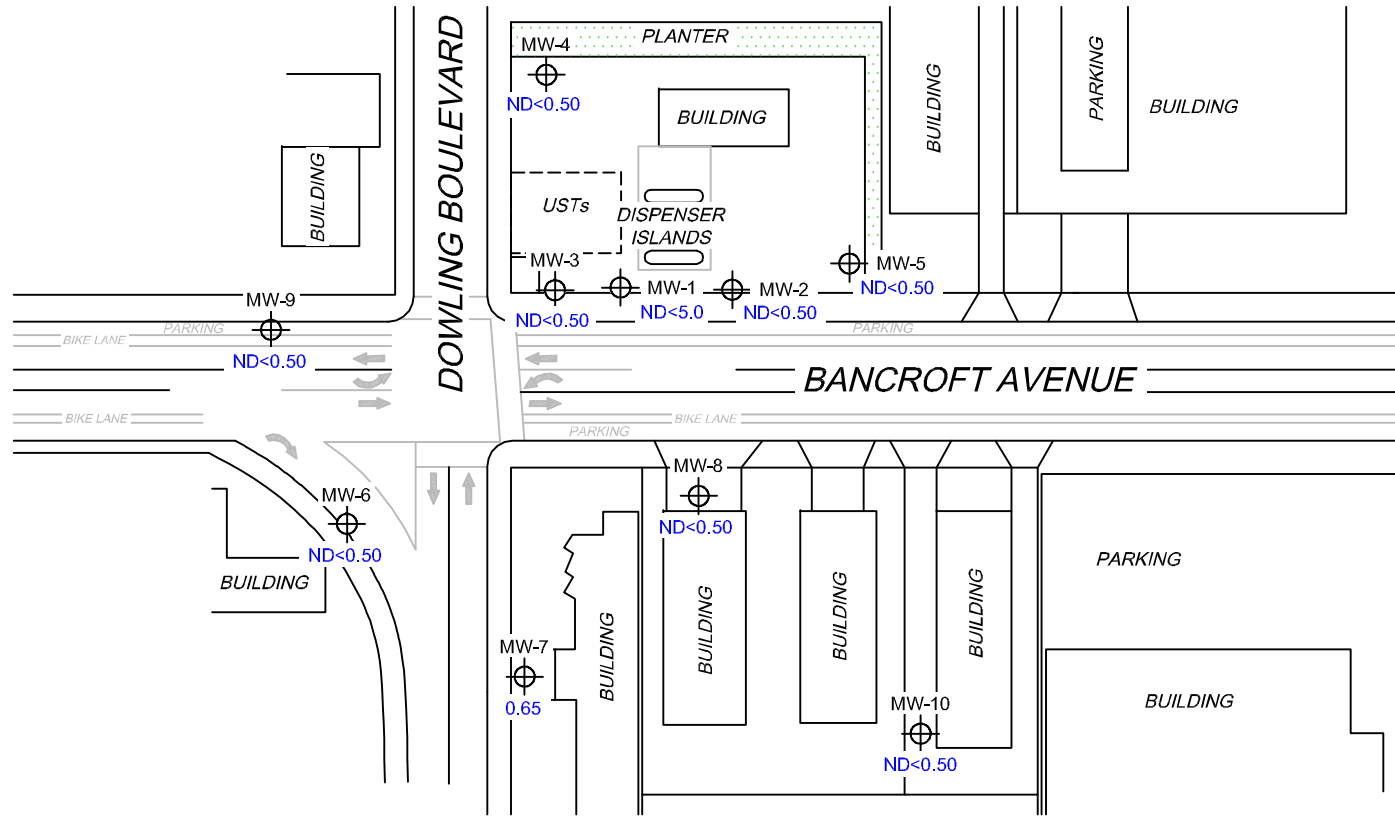 PLANTER
MW-4
ND<0.50
BUILDING
BUILDING
PARKING
BUILDING
BUILDING
DOWLING BOULEVARD
USTs
DISPENSER
ISLANDS
MW-3
ND<0.50
MW-1
ND<5.0
MW-2
ND<0.50
MW-5
ND<0.50
MW-9
ND<0.50
PARKING
BIKE LANE
PARKING
BANCROFT AVENUE
BIKE LANE
BIKE LANE
PARKING
MW-6
ND<0.50
BUILDING
MW-8
ND<0.50
MW-7
0.65
BUILDING
BUILDING
BUILDING
BUILDING
MW-10
ND<0.50
PARKING
BUILDING